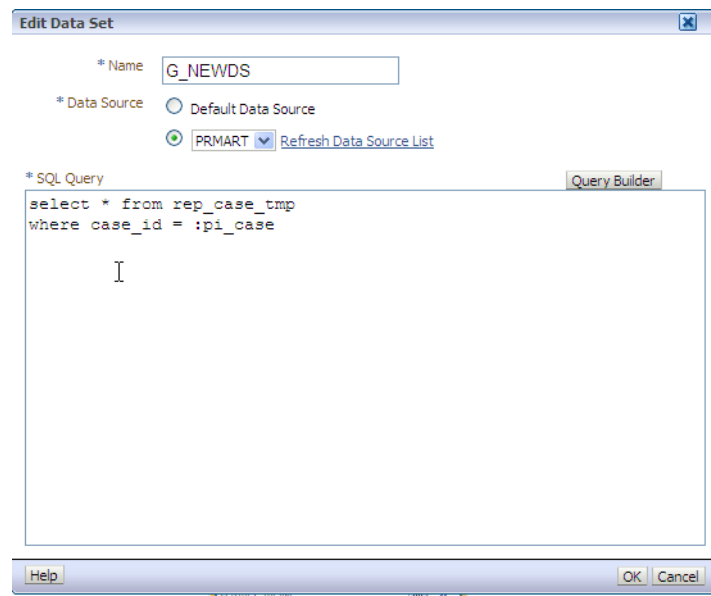 Edit Data Set
* Name G_NEWDS
* Data Source Default Data Source
PRMART Refresh Data Source List
* SQL Query Query Builder
select * from rep_case_tmp
where case_id = :pi_case
Help OK Cancel